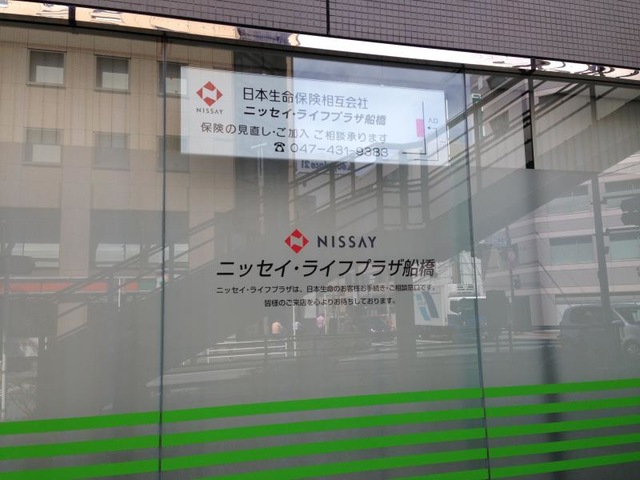 NISSAY
日本生命保険相互会社
ニッセイ・ライフプラザ船橋
保険の見直し・ご加入 ご相談承ります
☎047-431-9333
入口
NISSAY
ニッセイ・ライフプラザ船橋
ニッセイ・ライフプラザは、日本生命のお客様お手続き・ご相談窓口です。
皆様のご来店を心よりお待ちしております。